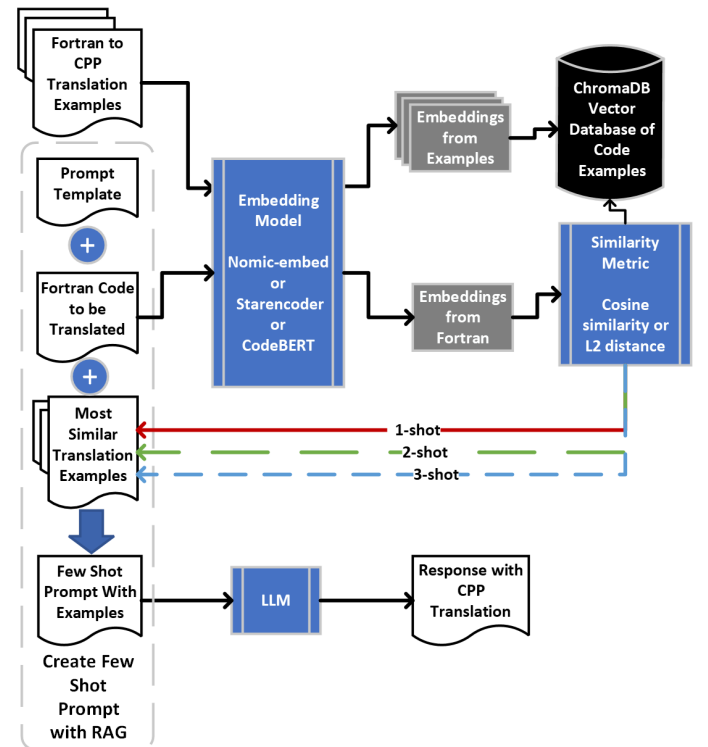 Fortran to
CPP
Translation
Examples
Embeddings
from
Examples
ChromaDB
Vector
Database of
Code
Examples
Prompt
Template
+
Fortran Code
to be
Translated
+
Embedding
Model
Nomic-embed
or
Starencoder
or
CodeBERT
Embeddings
from
Fortran
Similarity
Metric
Cosine
similarity or
L2 distance
Most
Similar
Translation
Examples
1-shot
2-shot
3-shot
Few Shot
Prompt With
Examples
LLM
Response with
CPP
Translation
Create Few
Shot
Prompt
with RAG